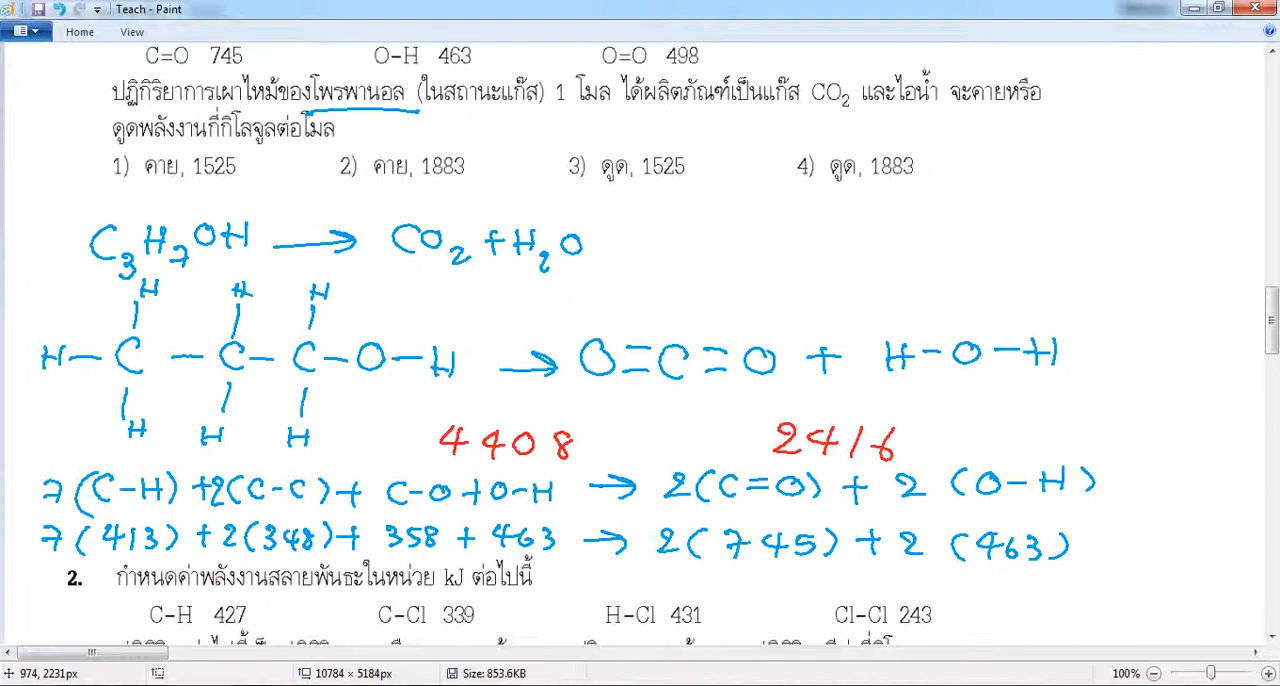 Teach - Paint
Home View
C=O 745 O-H 463 O=O 498
ปฏิกิริยาการเผาไหม้ของโพรพานอล (ในสถานะแก๊ส) 1 โมล ได้ผลิตภัณฑ์เป็นแก๊ส CO2 และไอน้ำ จะคายหรือ
ดูดพลังงานกี่กิโลจูลต่อโมล
1) คาย, 1525 2) คาย, 1883 3) ดูด, 1525 4) ดูด, 1883
C3H7OH → CO2 + H2O
H H H
H-C-C-C-O-H → O=C=O + H-O-H
H H H
4408 2416
7(C-H) + 2(C-C) + C-O + O-H → 2(C=O) + 2(O-H)
7(413) + 2(348) + 358 + 463 → 2(745) + 2(463)
2. กำหนดค่าพลังงานสลายพันธะในหน่วย kJ ต่อไปนี้
C-H 427 C-Cl 339 H-Cl 431 Cl-Cl 243
974, 2231px 10784 × 5184px Size: 853.6KB 100%